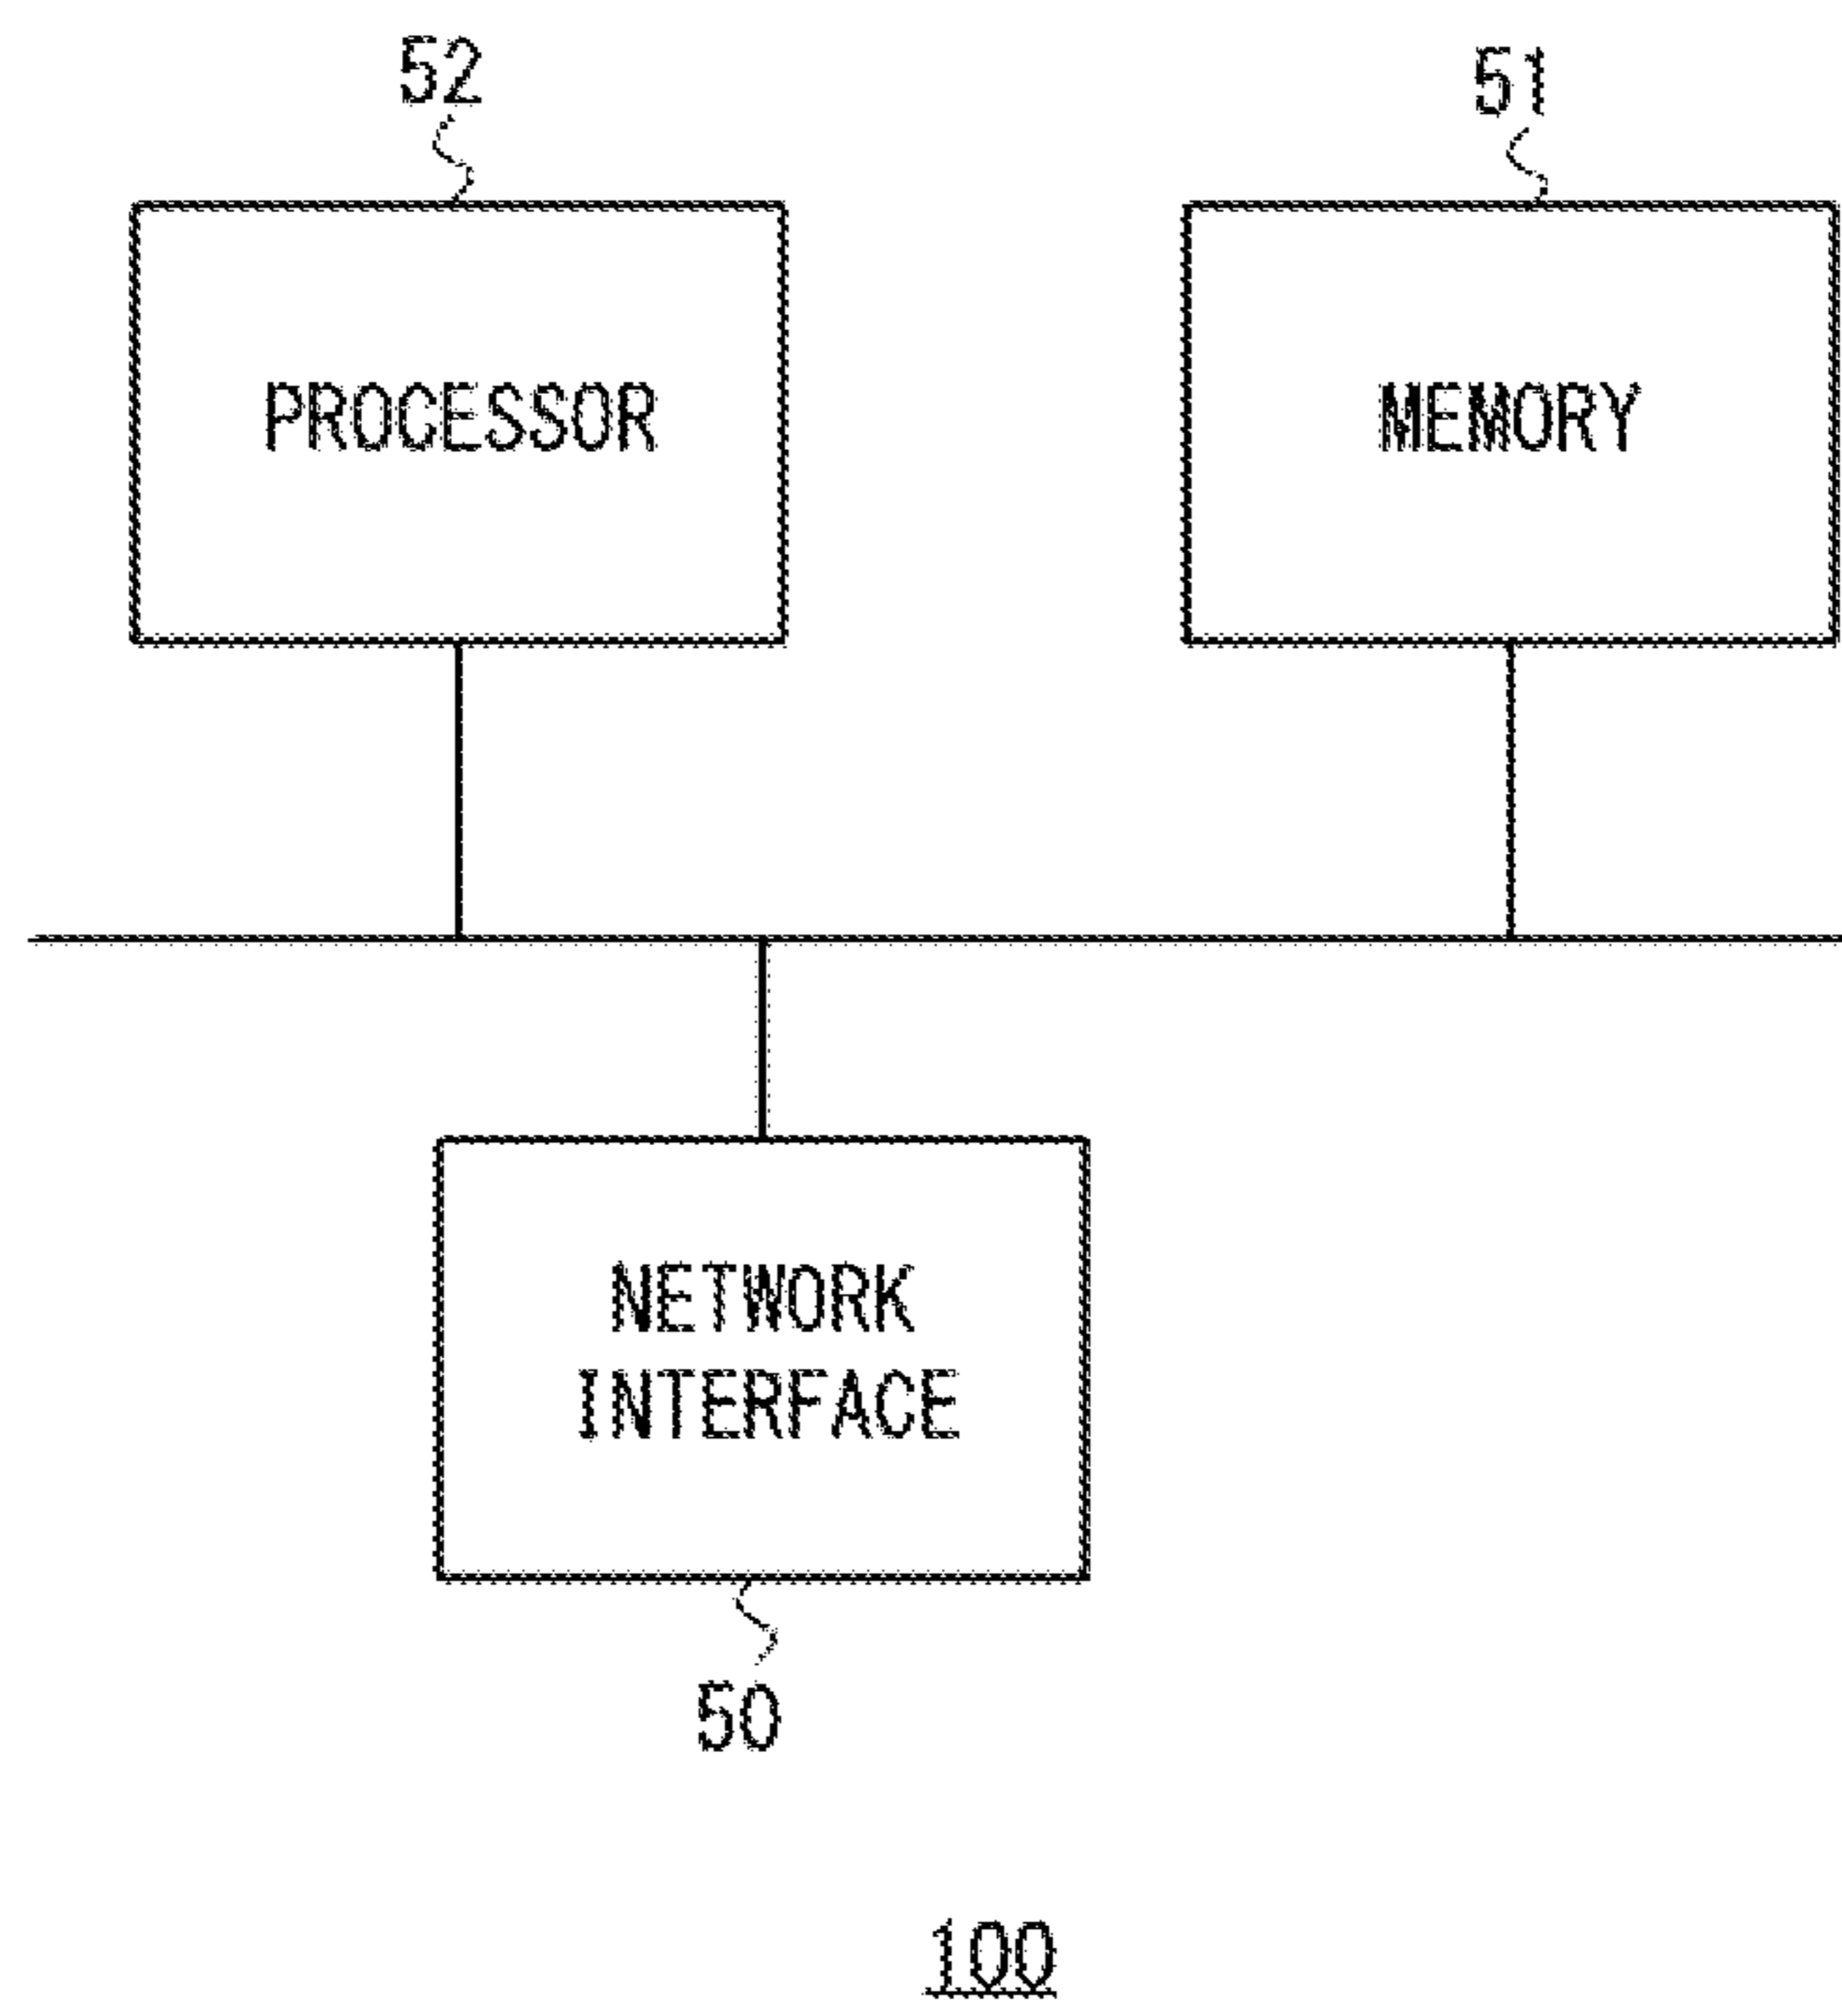 52
51
PROCESSOR
MEMORY
NETWORK
INTERFACE
50
100